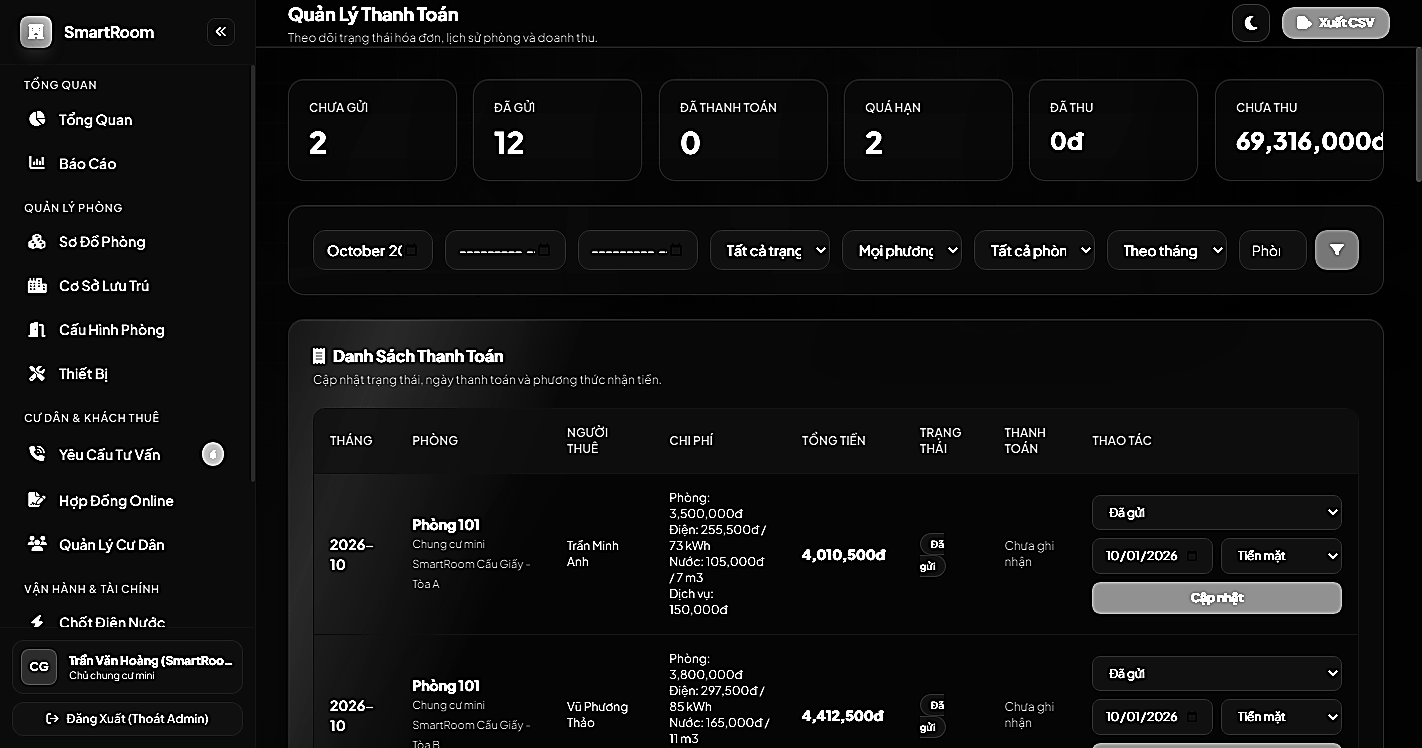 SmartRoom
TỔNG QUAN
Tổng Quan
Báo Cáo
QUẢN LÝ PHÒNG
Sơ Đồ Phòng
Cơ Sở Lưu Trú
Cấu Hình Phòng
Thiết Bị
CƯ DÂN & KHÁCH THUÊ
Yêu Cầu Tư Vấn
6
Hợp Đồng Online
Quản Lý Cư Dân
VẬN HÀNH & TÀI CHÍNH
Chốt Điện Nước
CG
Trần Văn Hoàng (SmartRoo...
Chủ chung cư mini
Đăng Xuất (Thoát Admin)
Quản Lý Thanh Toán
Theo dõi trạng thái hóa đơn, lịch sử phòng và doanh thu.
Xuất CSV
CHƯA GỬI
2
ĐÃ GỬI
12
ĐÃ THANH TOÁN
0
QUÁ HẠN
2
ĐÃ THU
0đ
CHƯA THU
69,316,000đ
October 20
--------- --
--------- --
Tất cả trạng
Mọi phương
Tất cả phòn
Theo tháng
Phòi
Danh Sách Thanh Toán
Cập nhật trạng thái, ngày thanh toán và phương thức nhận tiền.
THÁNG
PHÒNG
NGƯỜI
THUÊ
CHI PHÍ
TỔNG TIỀN
TRẠNG
THÁI
THANH
TOÁN
THAO TÁC
2026-
10
Phòng 101
Chung cư mini
SmartRoom Cầu Giấy -
Tòa A
Trần Minh
Anh
Phòng:
3,500,000đ
Điện: 255,500đ /
73 kWh
Nước: 105,000đ
/ 7 m3
Dịch vụ:
150,000đ
4,010,500đ
Đã
gửi
Chưa ghi
nhận
Đã gửi
10/01/2026
Tiền mặt
Cập nhật
2026-
10
Phòng 101
Chung cư mini
SmartRoom Cầu Giấy -
Tòa B
Vũ Phương
Thảo
Phòng:
3,800,000đ
Điện: 297,500đ /
85 kWh
Nước: 165,000đ /
11 m3
4,412,500đ
Đã
gửi
Chưa ghi
nhận
Đã gửi
10/01/2026
Tiền mặt